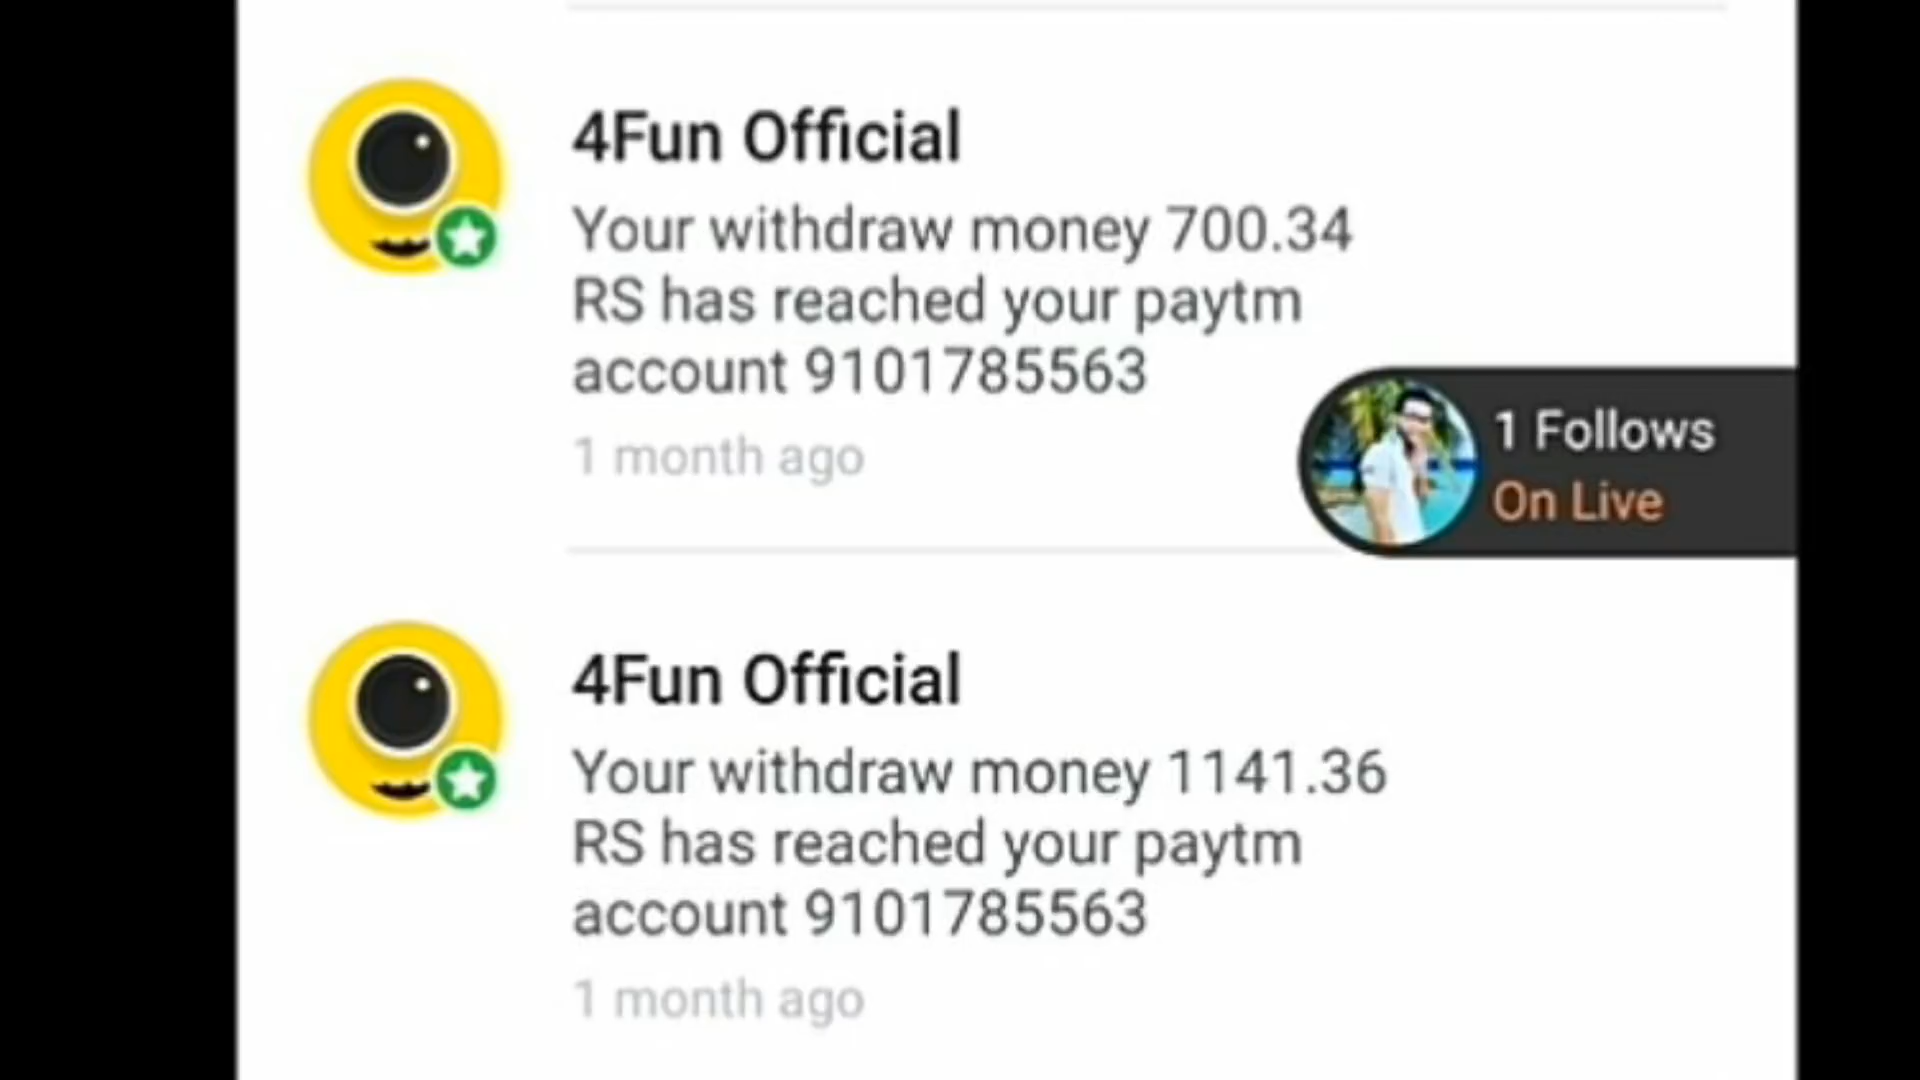 4Fun Official
Your withdraw money 700.34
RS has reached your paytm
account 9101785563
1 month ago
1 Follows
On Live
4Fun Official
Your withdraw money 1141.36
RS has reached your paytm
account 9101785563
1 month ago